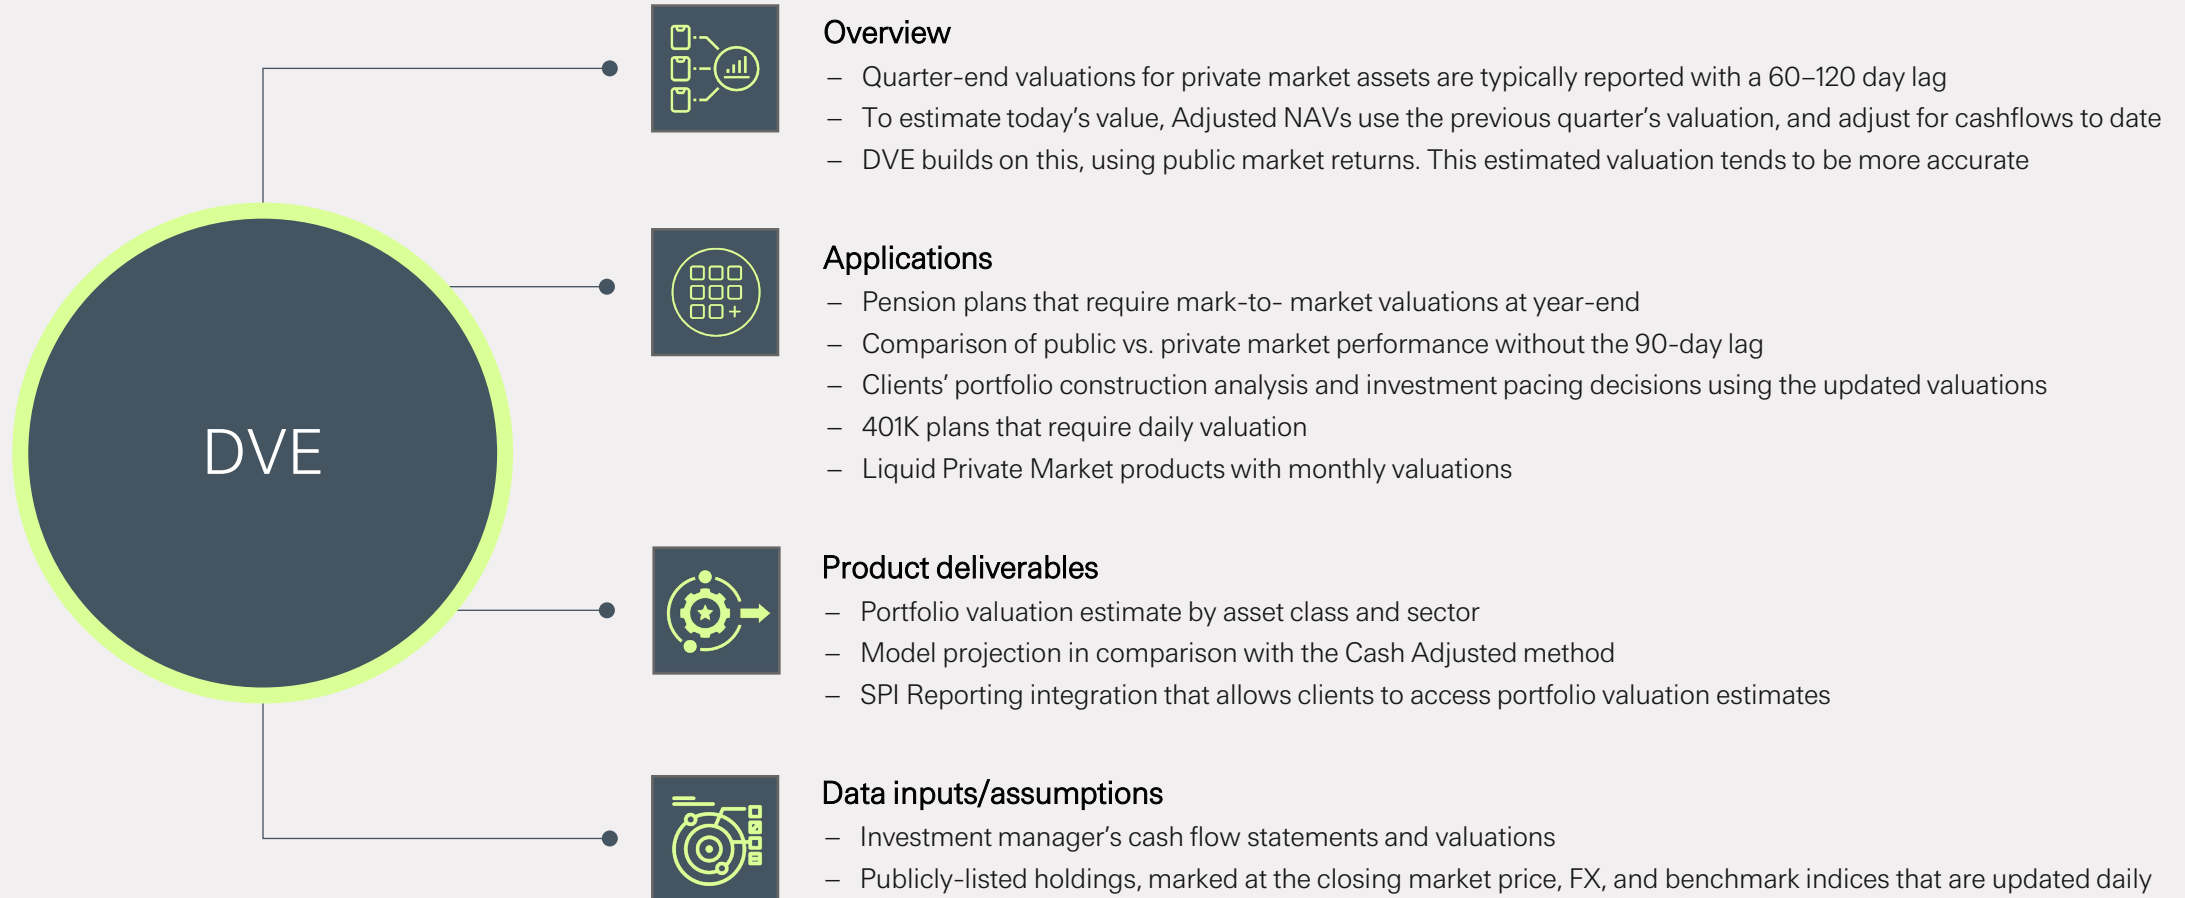 DVE
Overview
– Quarter-end valuations for private market assets are typically reported with a 60–120 day lag
– To estimate today’s value, Adjusted NAVs use the previous quarter’s valuation, and adjust for cashflows to date
– DVE builds on this, using public market returns. This estimated valuation tends to be more accurate
Applications
– Pension plans that require mark-to- market valuations at year-end
– Comparison of public vs. private market performance without the 90-day lag
– Clients’ portfolio construction analysis and investment pacing decisions using the updated valuations
– 401K plans that require daily valuation
– Liquid Private Market products with monthly valuations
Product deliverables
– Portfolio valuation estimate by asset class and sector
– Model projection in comparison with the Cash Adjusted method
– SPI Reporting integration that allows clients to access portfolio valuation estimates
Data inputs/assumptions
– Investment manager’s cash flow statements and valuations
– Publicly-listed holdings, marked at the closing market price, FX, and benchmark indices that are updated daily